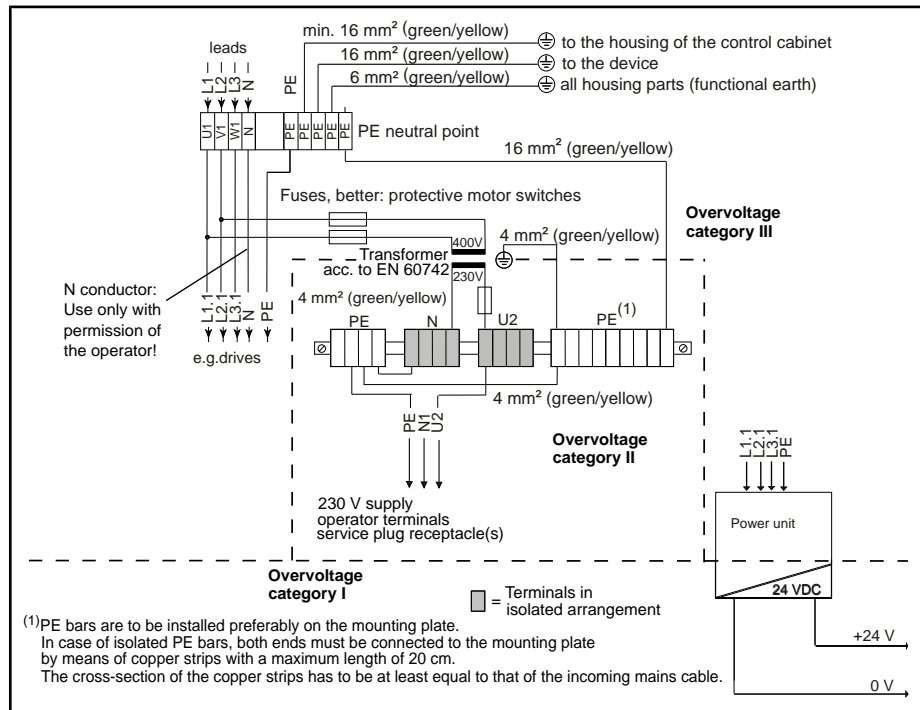 min. 16 mm² (green/yellow)
to the housing of the control cabinet
leads
16 mm² (green/yellow)
to the device
6 mm² (green/yellow)
all housing parts (functional earth)
L1
L2
L3
N
PE
U1
V1
W1
N
PE
PE
PE
PE
PE
PE neutral point
16 mm² (green/yellow)
Fuses, better: protective motor switches
Overvoltage
category III
400V
4 mm² (green/yellow)
Transformer
acc. to EN 60742
230V
N conductor:
Use only with
permission of
the operator!
4 mm² (green/yellow)
L1.1
L2.1
L3.1
N
PE
e.g.drives
PE
N
U2
PE(1)
4 mm² (green/yellow)
PE
N1
U2
Overvoltage
category II
L1.1
L2.1
L3.1
PE
230 V supply
operator terminals
service plug receptacle(s)
Power unit
Overvoltage
category I
24 VDC
= Terminals in
isolated arrangement
(1)PE bars are to be installed preferably on the mounting plate.
In case of isolated PE bars, both ends must be connected to the mounting plate
by means of copper strips with a maximum length of 20 cm.
The cross-section of the copper strips has to be at least equal to that of the incoming mains cable.
+24 V
0 V